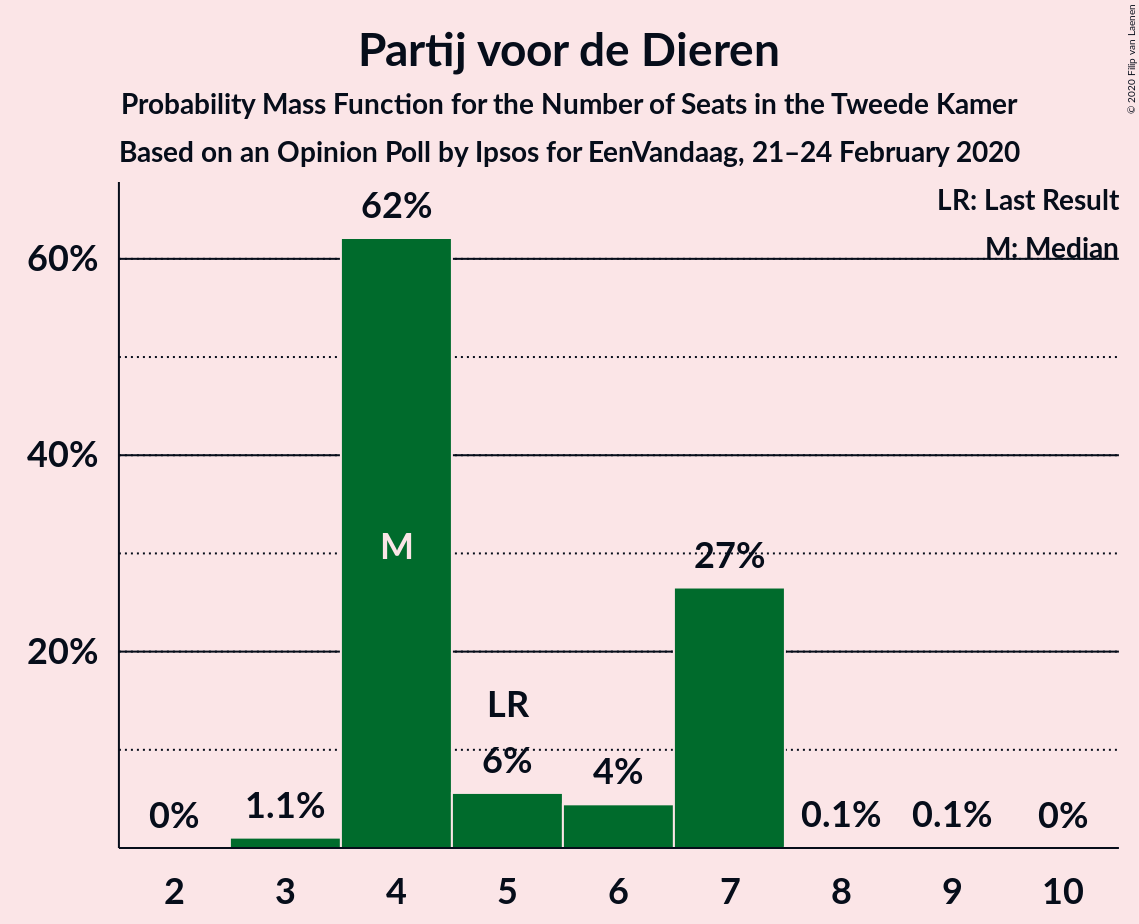 Partij voor de Dieren
Probability Mass Function for the Number of Seats in the Tweede Kamer
Based on an Opinion Poll by Ipsos for EenVandaag, 21–24 February 2020
© 2020 Filip van Laenen
LR: Last Result
M: Median
60%
40%
20%
0%
1.1%
62%
M
LR
6%
4%
27%
0.1%
0.1%
0%
2 3 4 5 6 7 8 9 10